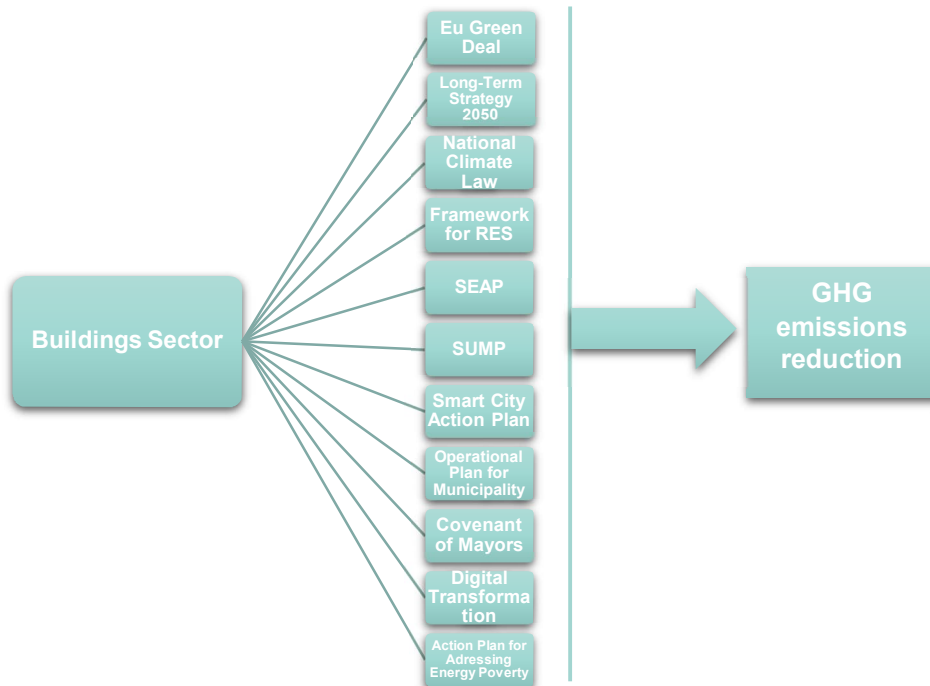 Eu Green
Deal
Long-Term
Strategy
2050
National
Climate
Law
Framework
for RES
SEAP
Buildings Sector
SUMP
Smart City
Action Plan
Operational
Plan for
Municipality
Covenant
of Mayors
Digital
Transforma
tion
Action Plan for
Adressing
Energy Poverty
GHG
emissions
reduction